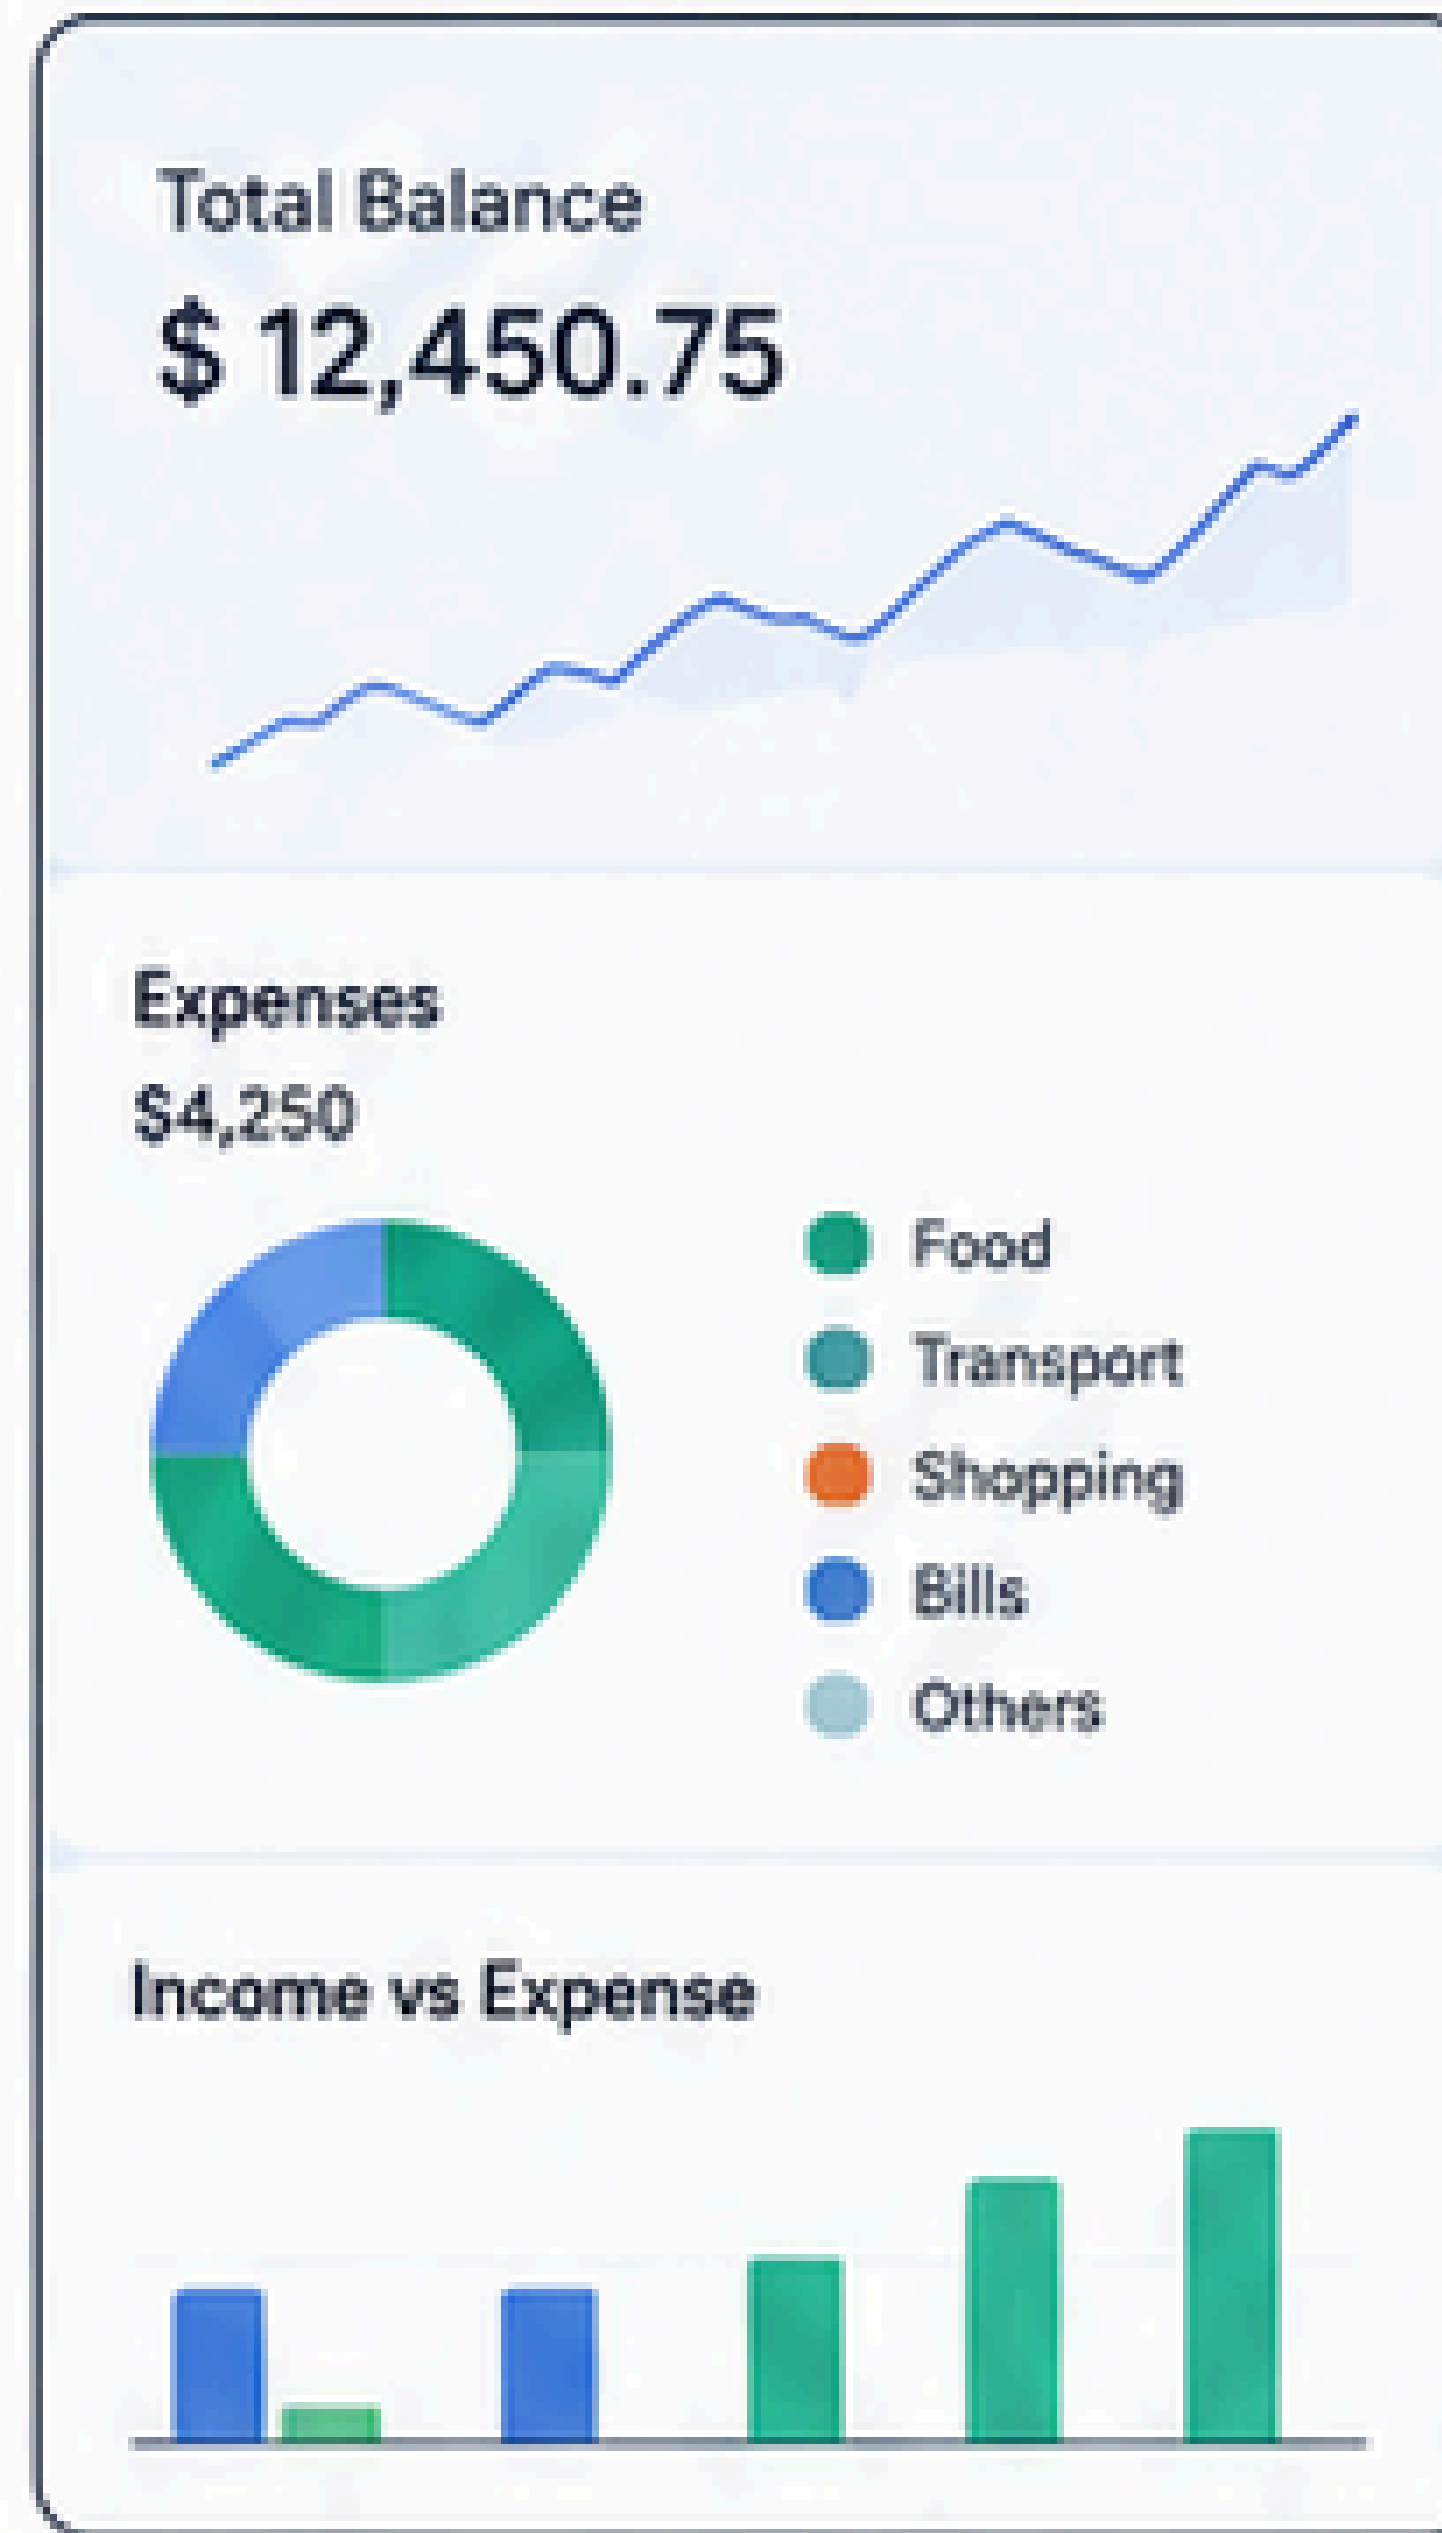 Total Balance
$ 12,450.75
Expenses
$4,250
Food
Transport
Shopping
Bills
Others
Income vs Expense